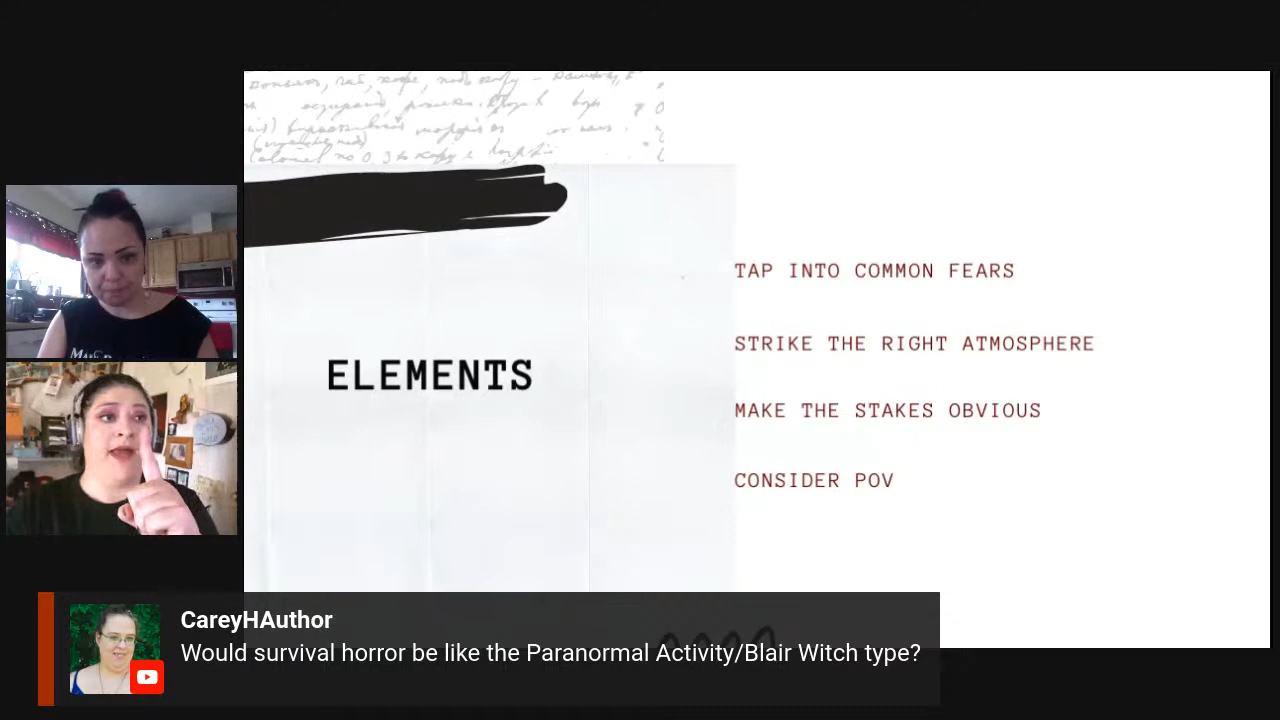 ELEMENTS
TAP INTO COMMON FEARS
STRIKE THE RIGHT ATMOSPHERE
MAKE THE STAKES OBVIOUS
CONSIDER POV
CareyHAuthor
Would survival horror be like the Paranormal Activity/Blair Witch type?